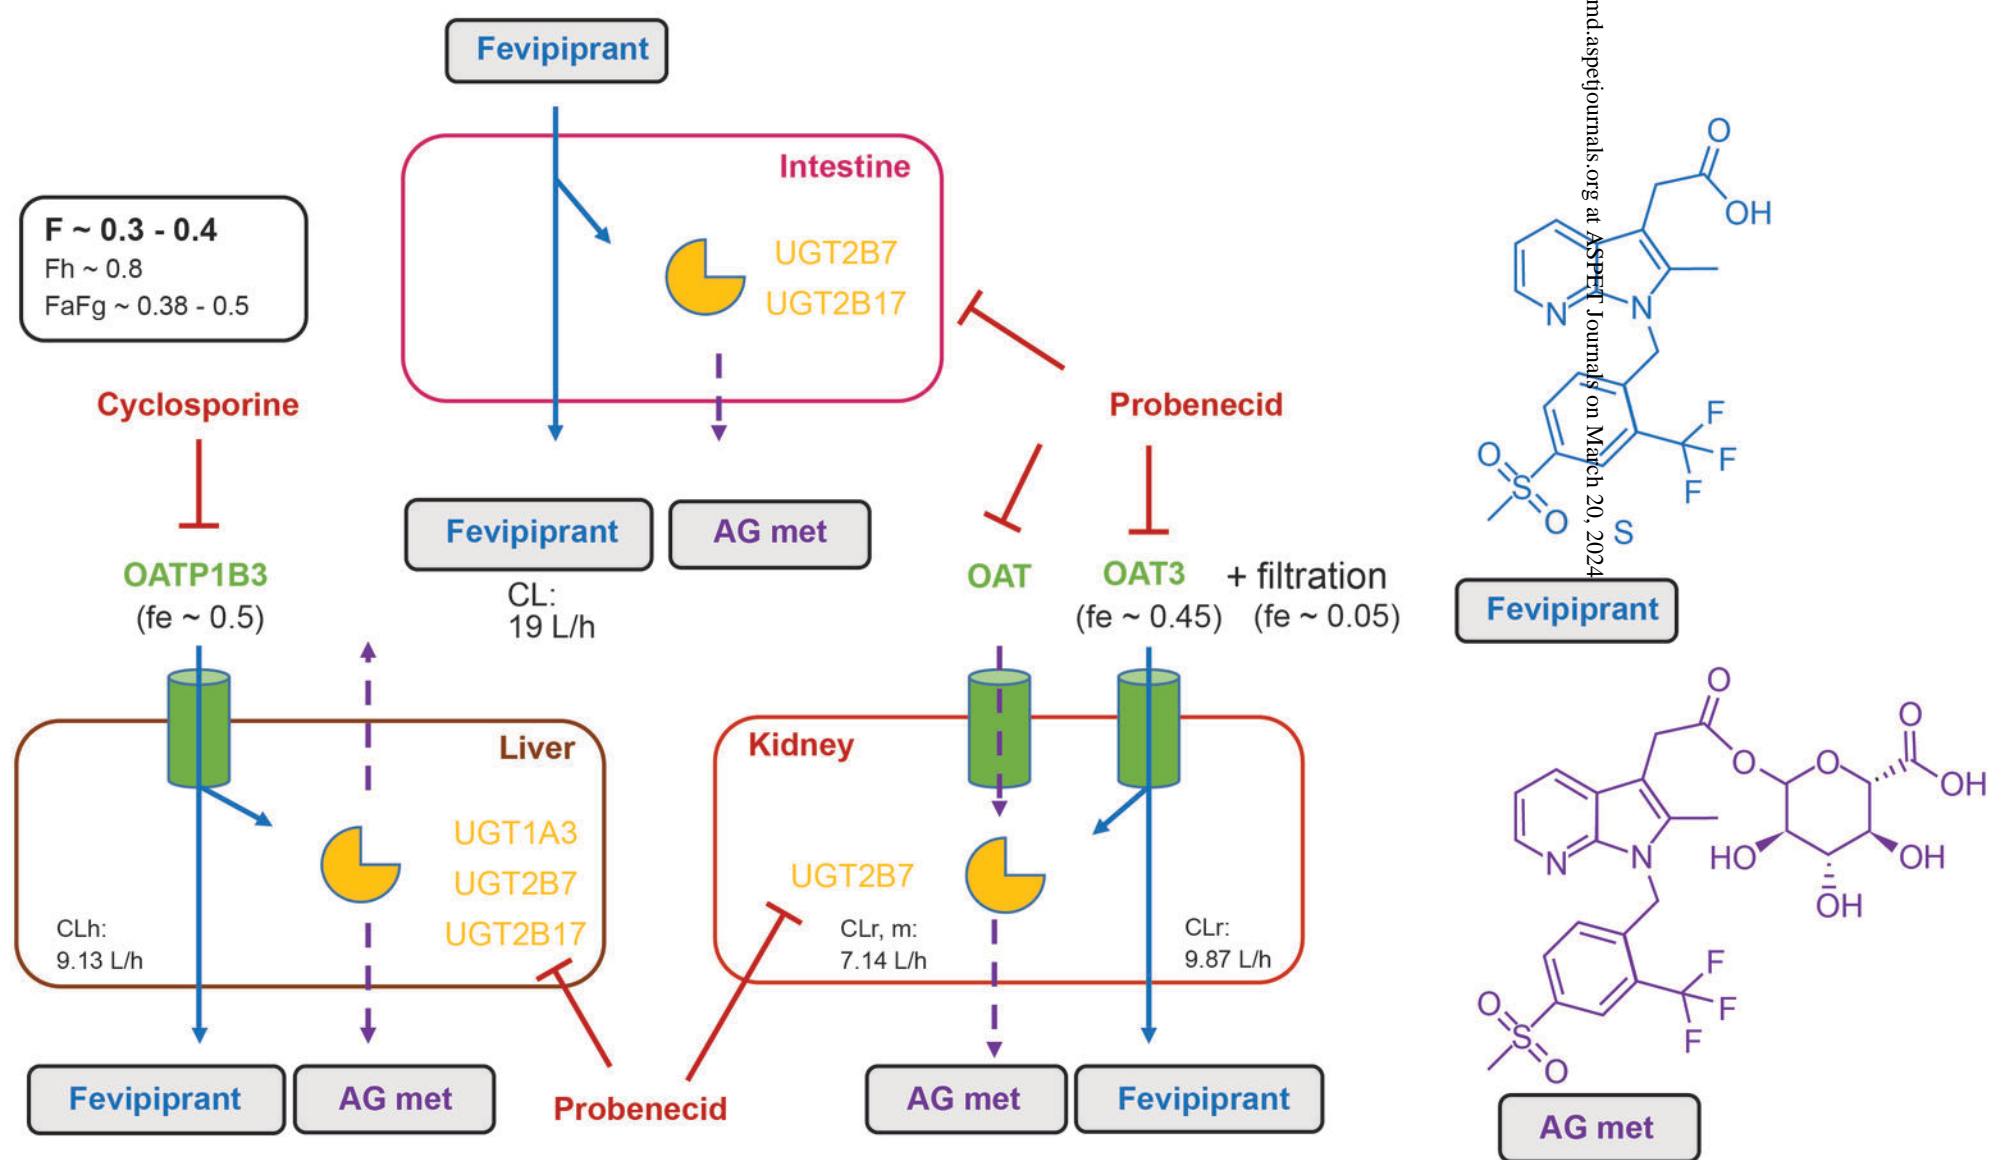 Fevipiprant
Intestine
UGT2B7
UGT2B17
F ~ 0.3 - 0.4
Fh ~ 0.8
FaFg ~ 0.38 - 0.5
Cyclosporine
Probenecid
Fevipiprant
AG met
CL:
19 L/h
OATP1B3
(fe ~ 0.5)
OAT
OAT3
(fe ~ 0.45)
+ filtration
(fe ~ 0.05)
Liver
UGT1A3
UGT2B7
UGT2B17
CLh:
9.13 L/h
Kidney
UGT2B7
CLr, m:
7.14 L/h
CLr:
9.87 L/h
Fevipiprant
AG met
Probenecid
AG met
Fevipiprant
md.aspetjournals.org at ASPET Journals on March 20, 2024
O
OH
N
N
F
F
F
O
S
O
S
Fevipiprant
O
O
O
O
OH
HO
OH
OH
N
N
F
F
F
O
S
O
AG met